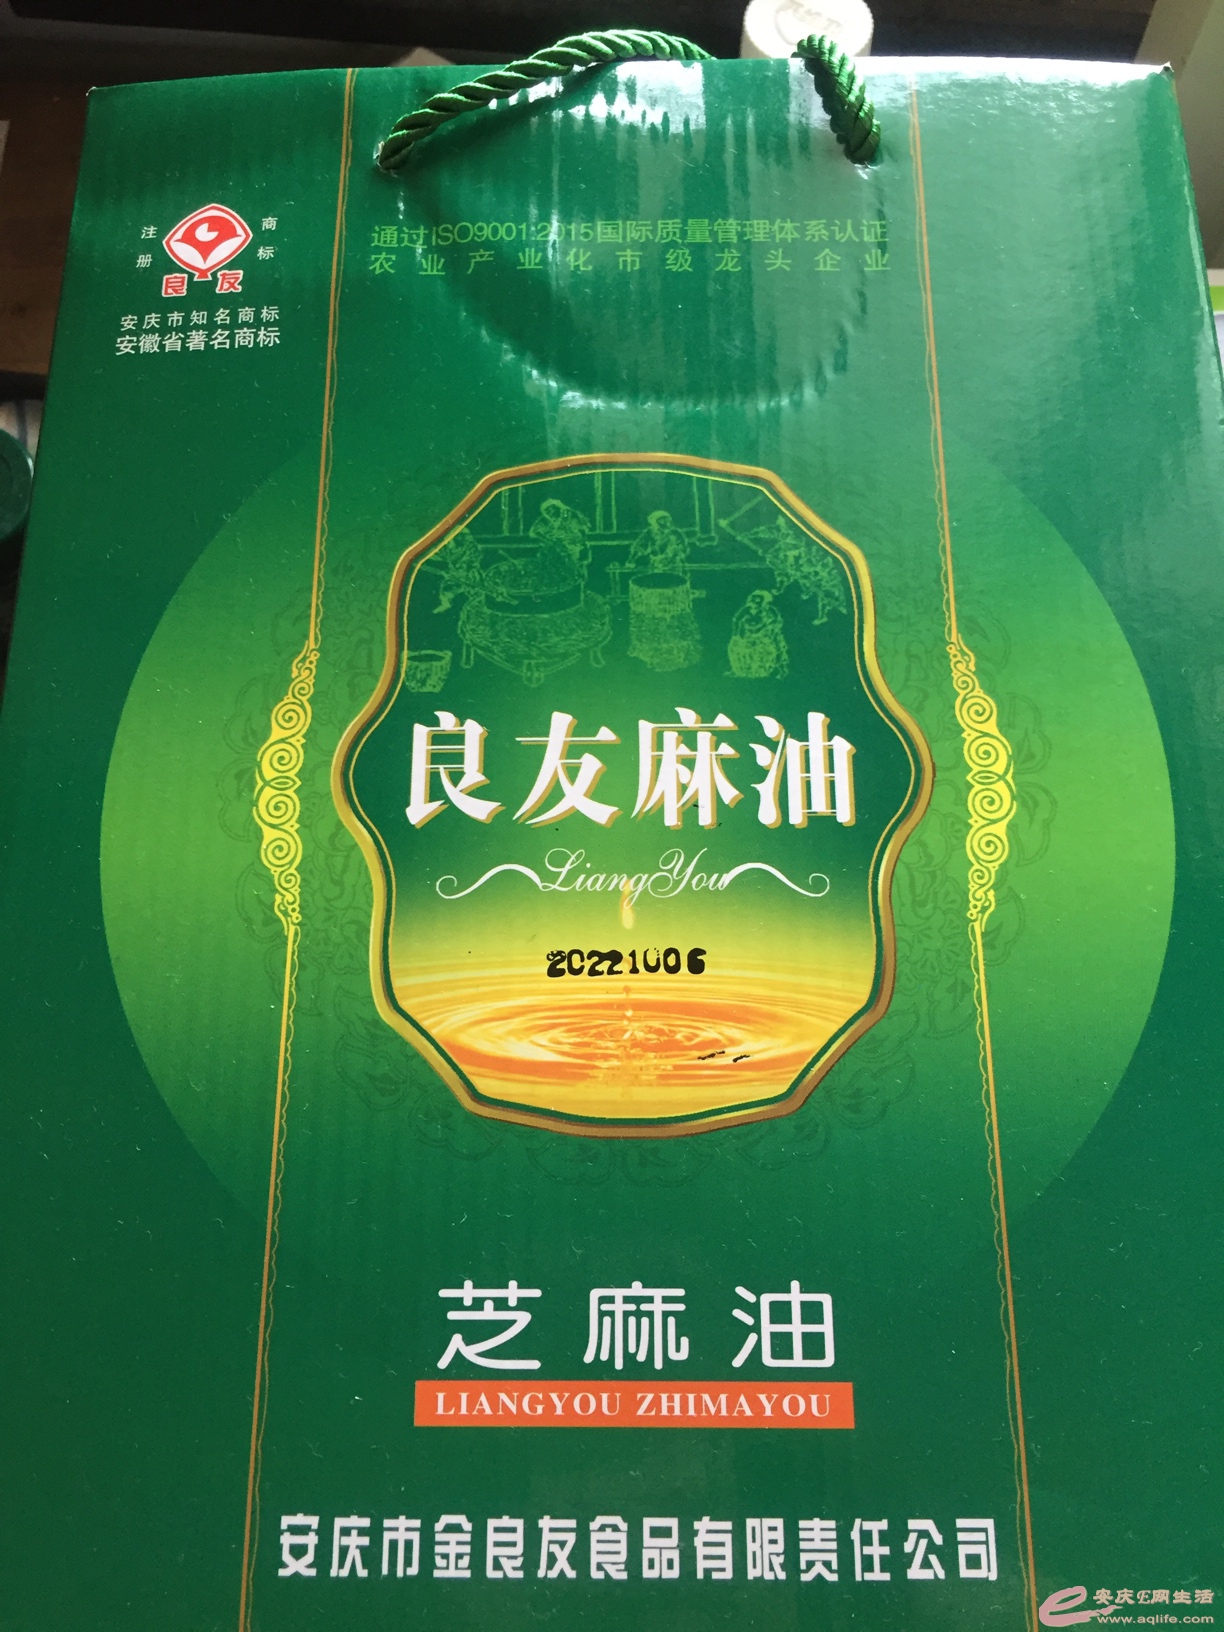 注 商
册 标
良友
安庆市知名商标
安徽省著名商标
通过ISO9001:2015国际质量管理体系认证
农业产业化市级龙头企业
良友麻油
LiangYou
20221006
芝麻油
LIANGYOU ZHIMAYOU
安庆市金良友食品有限责任公司
安庆E网生活
www.aqlife.com